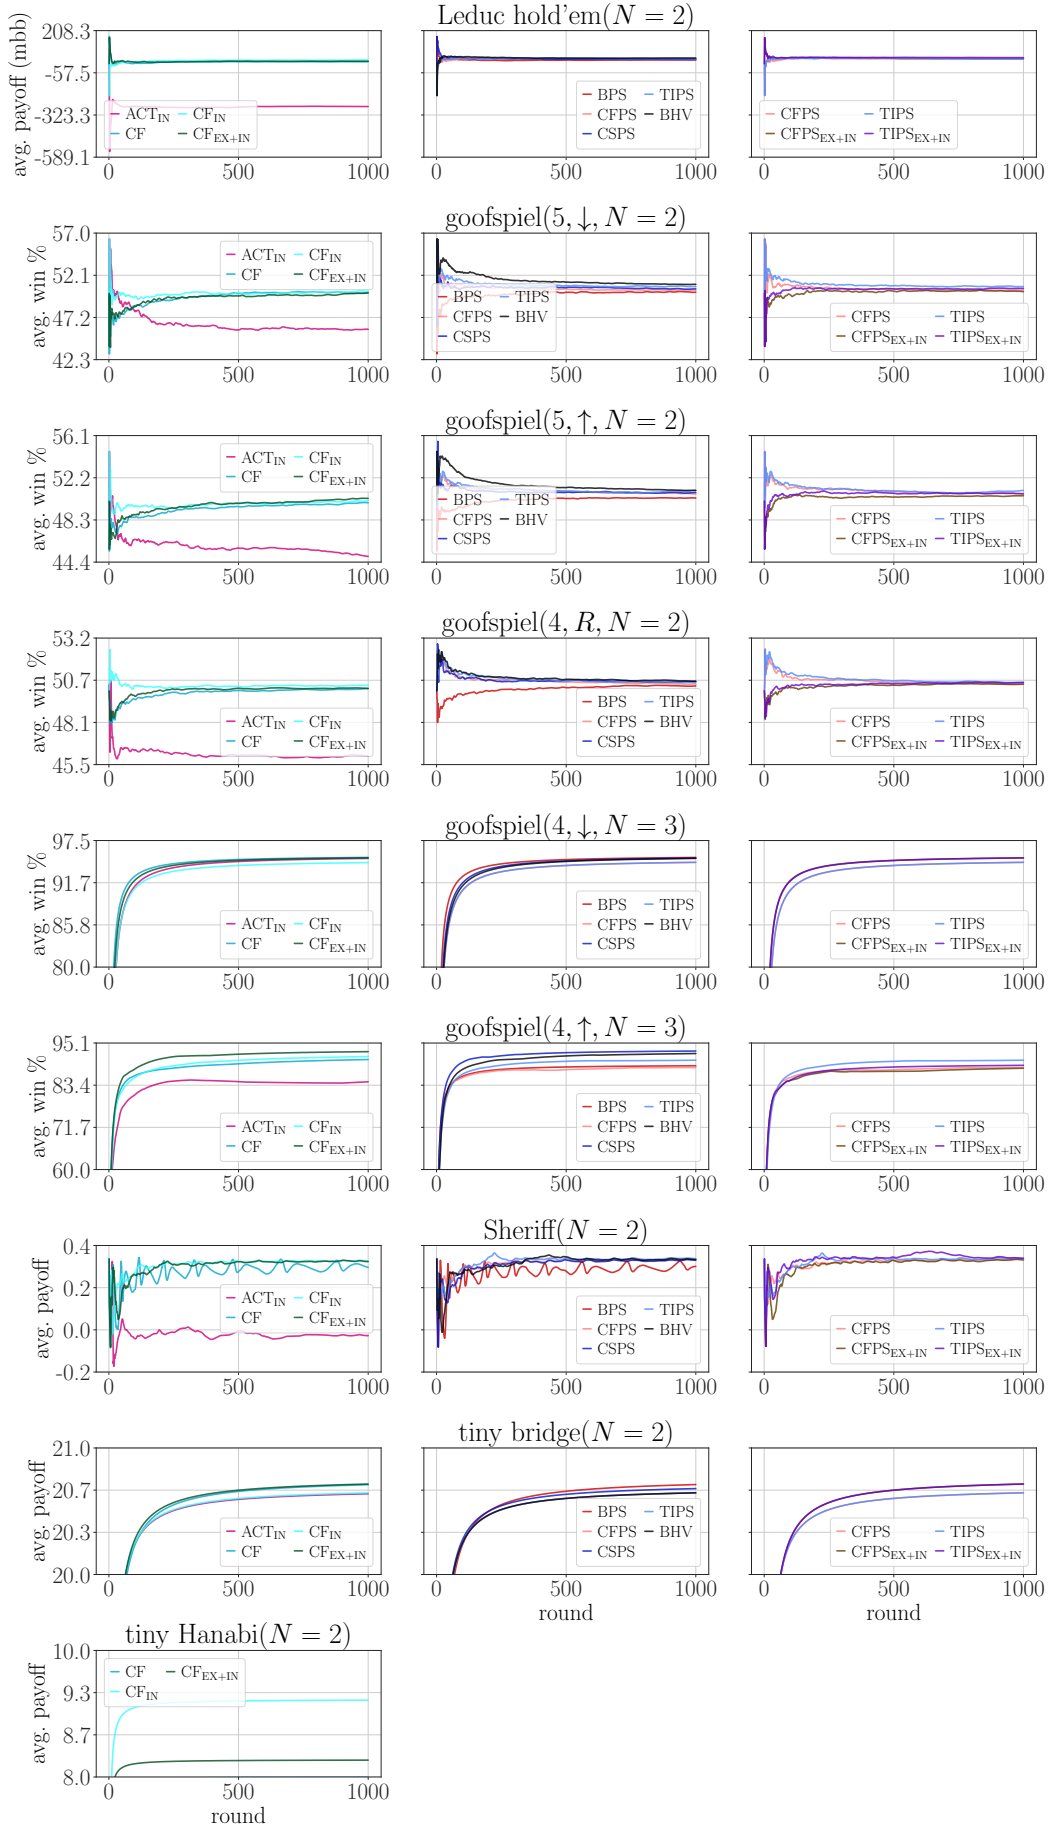 Leduc hold'em(N = 2)
avg. payoff (mbb)
208.3
-57.5
-323.3
-589.1
ACT_IN CF_IN
CF CF_EX+IN
BPS TIPS
CFPS BHV
CSPS
CFPS TIPS
CFPS_EX+IN TIPS_EX+IN
0 500 1000 0 500 1000 0 500 1000
goofspiel(5, ↓, N = 2)
avg. win %
57.0
52.1
47.2
42.3
ACT_IN CF_IN
CF CF_EX+IN
BPS TIPS
CFPS BHV
CSPS
CFPS TIPS
CFPS_EX+IN TIPS_EX+IN
0 500 1000 0 500 1000 0 500 1000
goofspiel(5, ↑, N = 2)
avg. win %
56.1
52.2
48.3
44.4
ACT_IN CF_IN
CF CF_EX+IN
BPS TIPS
CFPS BHV
CSPS
CFPS TIPS
CFPS_EX+IN TIPS_EX+IN
0 500 1000 0 500 1000 0 500 1000
goofspiel(4, R, N = 2)
avg. win %
53.2
50.7
48.1
45.5
ACT_IN CF_IN
CF CF_EX+IN
BPS TIPS
CFPS BHV
CSPS
CFPS TIPS
CFPS_EX+IN TIPS_EX+IN
0 500 1000 0 500 1000 0 500 1000
goofspiel(4, ↓, N = 3)
avg. win %
97.5
91.7
85.8
80.0
ACT_IN CF_IN
CF CF_EX+IN
BPS TIPS
CFPS BHV
CSPS
CFPS TIPS
CFPS_EX+IN TIPS_EX+IN
0 500 1000 0 500 1000 0 500 1000
goofspiel(4, ↑, N = 3)
avg. win %
95.1
83.4
71.7
60.0
ACT_IN CF_IN
CF CF_EX+IN
BPS TIPS
CFPS BHV
CSPS
CFPS TIPS
CFPS_EX+IN TIPS_EX+IN
0 500 1000 0 500 1000 0 500 1000
Sheriff(N = 2)
avg. payoff
0.4
0.2
0.0
-0.2
ACT_IN CF_IN
CF CF_EX+IN
BPS TIPS
CFPS BHV
CSPS
CFPS TIPS
CFPS_EX+IN TIPS_EX+IN
0 500 1000 0 500 1000 0 500 1000
tiny bridge(N = 2)
avg. payoff
21.0
20.7
20.3
20.0
ACT_IN CF_IN
CF CF_EX+IN
BPS TIPS
CFPS BHV
CSPS
CFPS TIPS
CFPS_EX+IN TIPS_EX+IN
0 500 1000 0 500 1000 0 500 1000
round round
tiny Hanabi(N = 2)
avg. payoff
10.0
9.3
8.7
8.0
CF CF_EX+IN
CF_IN
0 500 1000
round